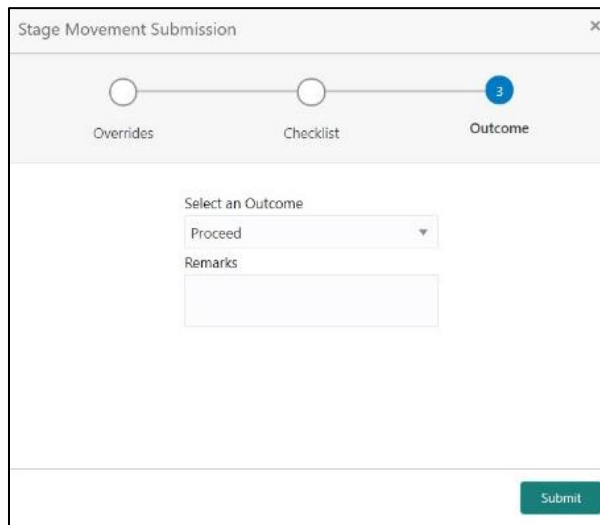 Stage Movement Submission ×
3
Overrides Checklist Outcome
Select an Outcome
Proceed
Remarks
Submit